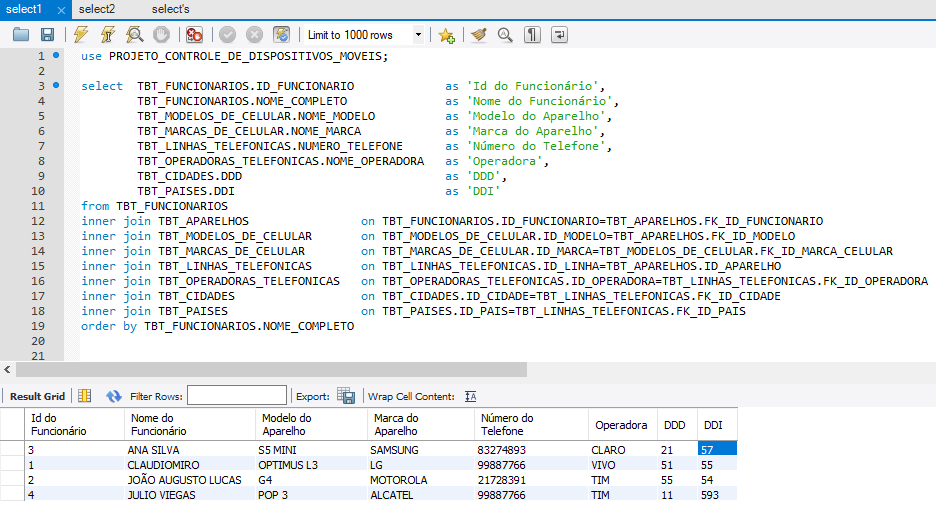 select1 × select2 select's
Limit to 1000 rows
1 use PROJETO_CONTROLE_DE_DISPOSITIVOS_MOVEIS;
2
3 select TBT_FUNCIONARIOS.ID_FUNCIONARIO as 'Id do Funcionário',
4 TBT_FUNCIONARIOS.NOME_COMPLETO as 'Nome do Funcionário',
5 TBT_MODELOS_DE_CELULAR.NOME_MODELO as 'Modelo do Aparelho',
6 TBT_MARCAS_DE_CELULAR.NOME_MARCA as 'Marca do Aparelho',
7 TBT_LINHAS_TELEFONICAS.NUMERO_TELEFONE as 'Número do Telefone',
8 TBT_OPERADORAS_TELEFONICAS.NOME_OPERADORA as 'Operadora',
9 TBT_CIDADES.DDD as 'DDD',
10 TBT_PAISES.DDI as 'DDI'
11 from TBT_FUNCIONARIOS
12 inner join TBT_APARELHOS on TBT_FUNCIONARIOS.ID_FUNCIONARIO=TBT_APARELHOS.FK_ID_FUNCIONARIO
13 inner join TBT_MODELOS_DE_CELULAR on TBT_MODELOS_DE_CELULAR.ID_MODELO=TBT_APARELHOS.FK_ID_MODELO
14 inner join TBT_MARCAS_DE_CELULAR on TBT_MARCAS_DE_CELULAR.ID_MARCA=TBT_MODELOS_DE_CELULAR.FK_ID_MARCA_CELULAR
15 inner join TBT_LINHAS_TELEFONICAS on TBT_LINHAS_TELEFONICAS.ID_LINHA=TBT_APARELHOS.ID_APARELHO
16 inner join TBT_OPERADORAS_TELEFONICAS on TBT_OPERADORAS_TELEFONICAS.ID_OPERADORA=TBT_LINHAS_TELEFONICAS.FK_ID_OPERADORA
17 inner join TBT_CIDADES on TBT_CIDADES.ID_CIDADE=TBT_LINHAS_TELEFONICAS.FK_ID_CIDADE
18 inner join TBT_PAISES on TBT_PAISES.ID_PAIS=TBT_LINHAS_TELEFONICAS.FK_ID_PAIS
19 order by TBT_FUNCIONARIOS.NOME_COMPLETO
20
21
Result Grid Filter Rows: Export: Wrap Cell Content: IA
Id do Nome do Modelo do Marca do Número do
Funcionário Funcionário Aparelho Aparelho Telefone Operadora DDD DDI
3 ANA SILVA S5 MINI SAMSUNG 83274893 CLARO 21 57
1 CLAUDIOMIRO OPTIMUS L3 LG 99887766 VIVO 51 55
2 JOÃO AUGUSTO LUCAS G4 MOTOROLA 21728391 TIM 55 54
4 JULIO VIEGAS POP 3 ALCATEL 99887766 TIM 11 593